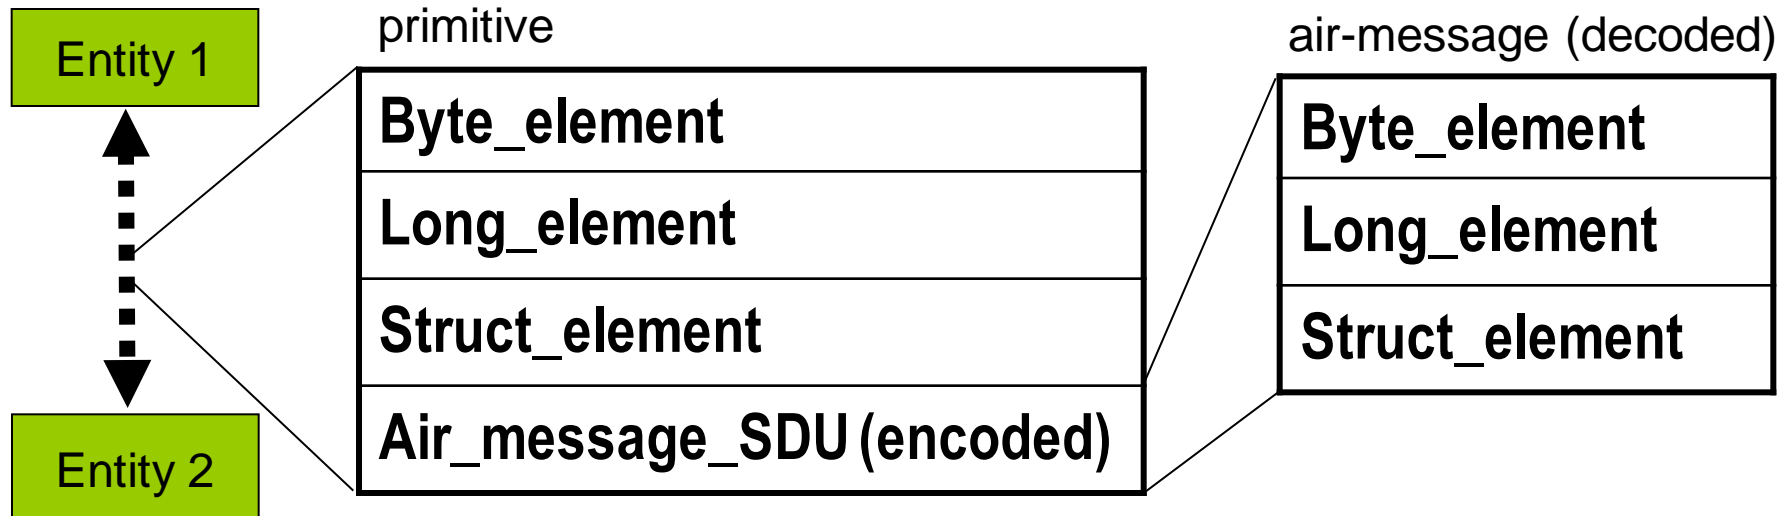 Entity 1
Entity 2
primitive
Byte_element
Long_element
Struct_element
Air_message_SDU (encoded)
air-message (decoded)
Byte_element
Long_element
Struct_element